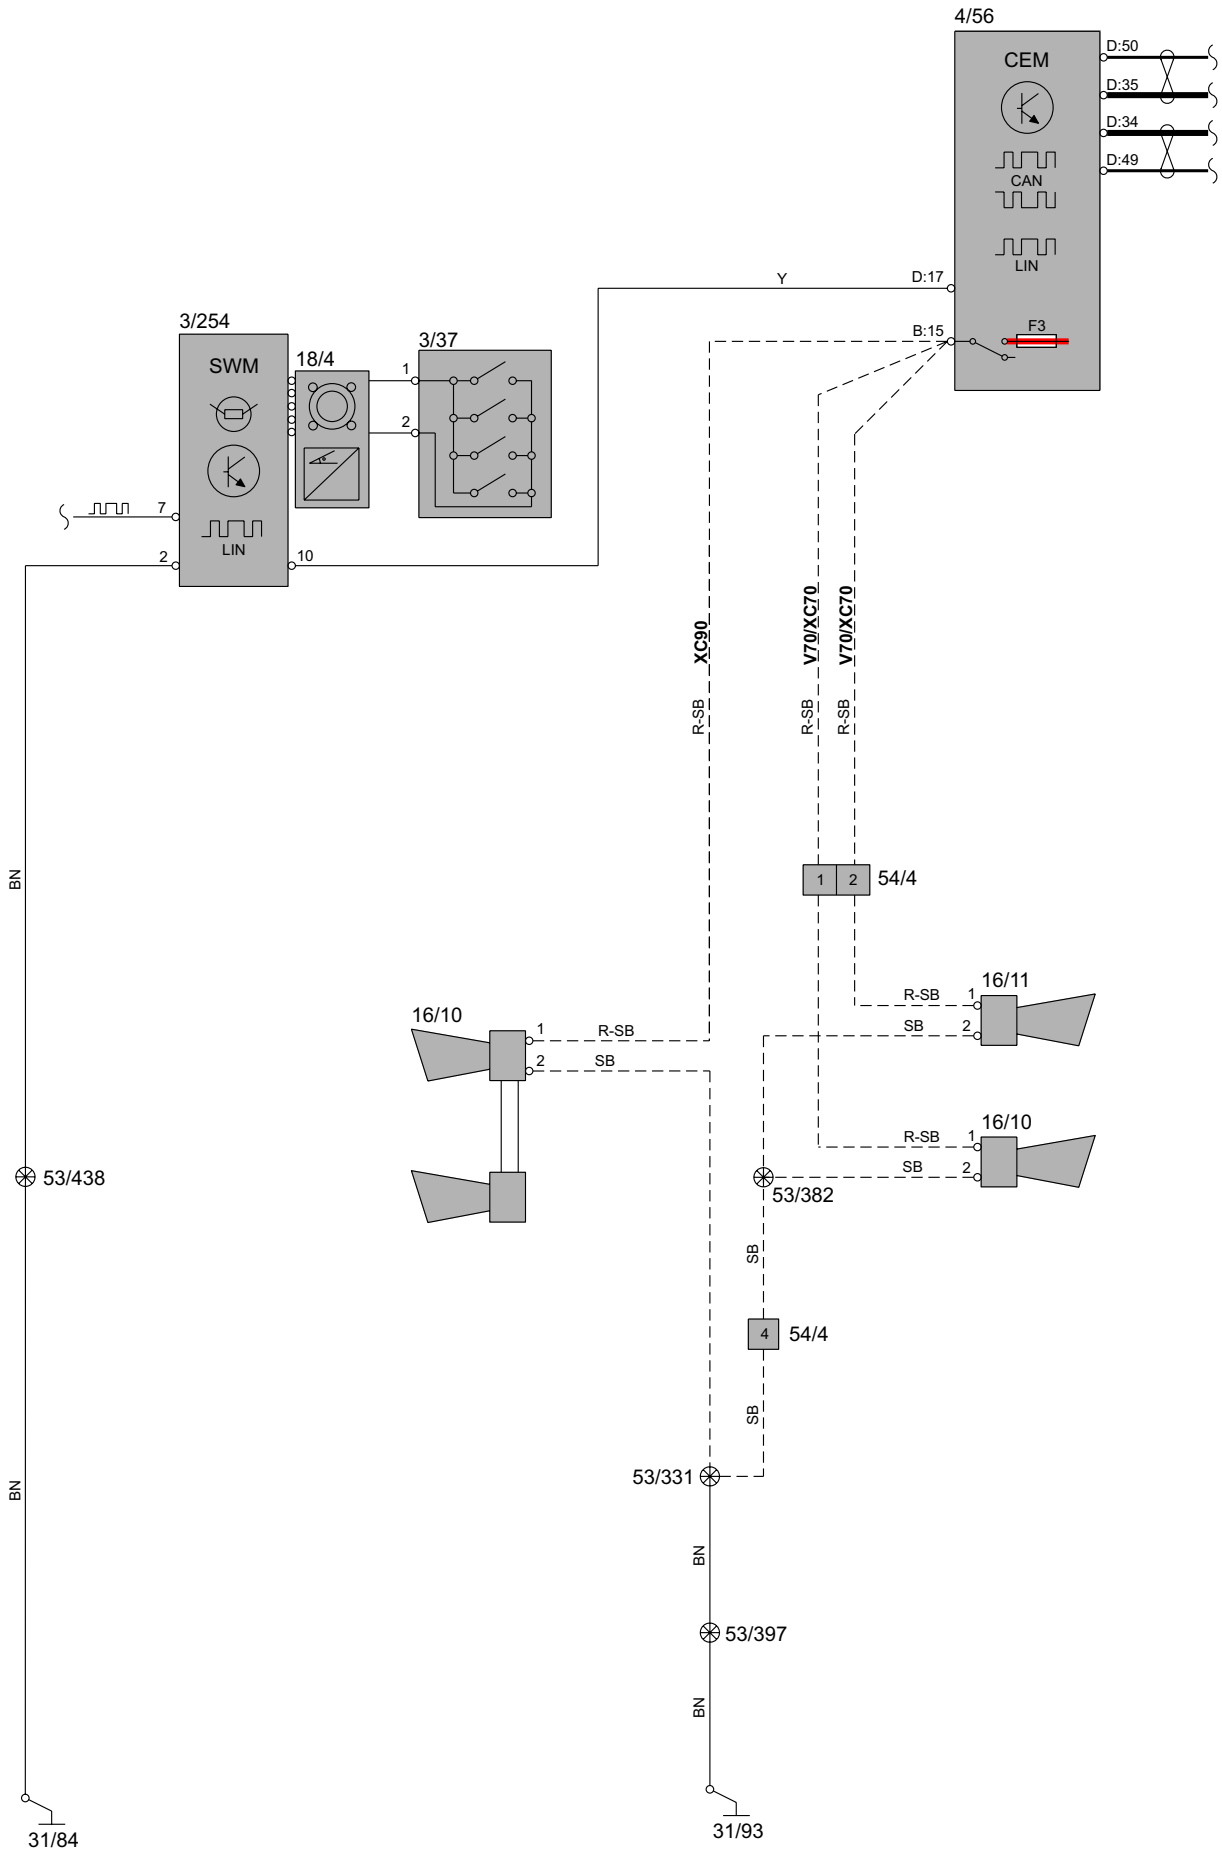 4/56
D:50
CEM
D:35
D:34
D:49
CAN
LIN
D:17
Y
B:15
F3
3/254
SWM
18/4
3/37
1
2
7
LIN
2
10
XC90
V70/XC70
V70/XC70
R-SB
R-SB
R-SB
BN
1
2
54/4
16/11
R-SB
1
SB
2
16/10
1
R-SB
2
SB
16/10
R-SB
1
SB
2
53/438
53/382
SB
4
54/4
SB
53/331
BN
BN
53/397
BN
31/84
31/93